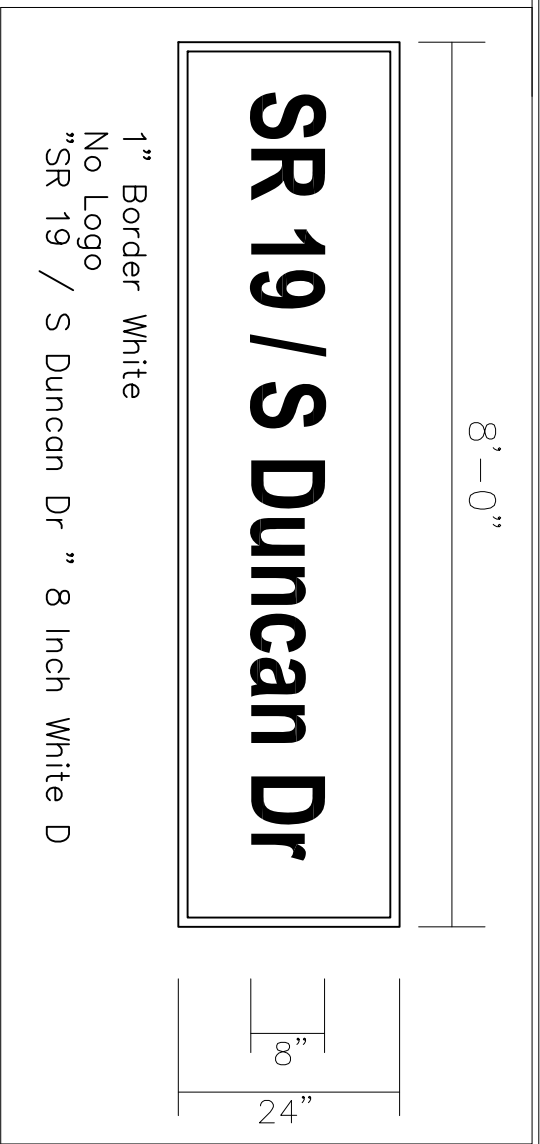 8'-0"
SR 19 / S Duncan Dr
8"
24"
1” Border White
No Logo
”SR 19 / S Duncan Dr ” 8 Inch White D